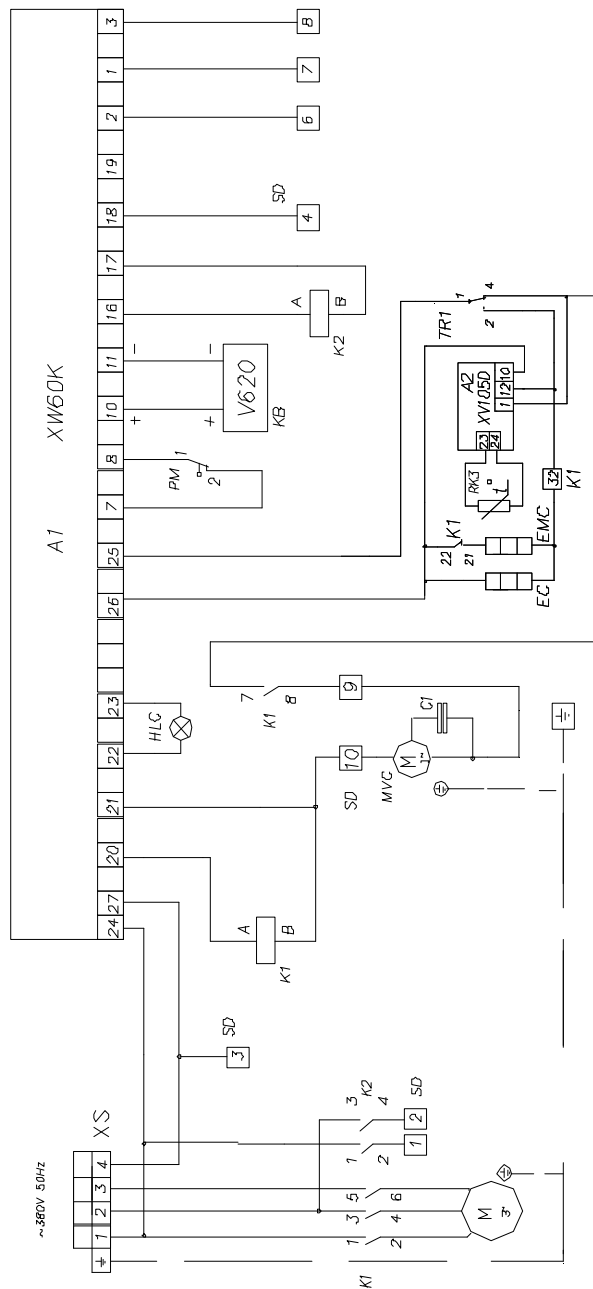 ~380V 50Hz
A1 XW60K
XS
1 2 3 4
24 27 20 21 22 23 26 25 7 8 10 11 16 17 18 19 2 1 3
+ -
HLC
PM 1
2
+ -
V620
KB
SD
3
A
B
K1
A
B
K2
SD
4
6
7
8
7
8
K1
SD
10
9
MVC
M
1~
C1
1 2
3 4
5 6
K1
1 2
3 4
K2
1 2
SD
M
3~
22 21
K1
EC
EMC
RK3
t°
23
24
A2
XV105D
1 12 10
32
K1
TR1
1
2 4